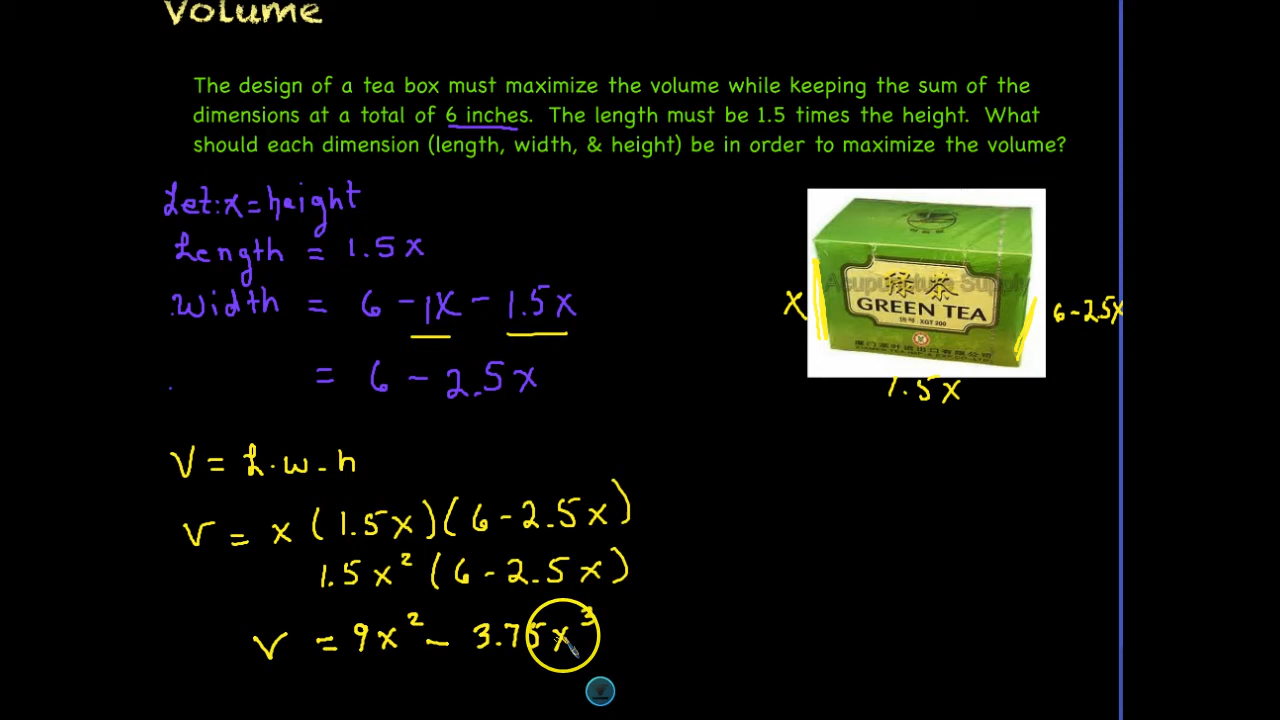 Volume
The design of a tea box must maximize the volume while keeping the sum of the
dimensions at a total of 6 inches. The length must be 1.5 times the height. What
should each dimension (length, width, & height) be in order to maximize the volume?
Let: x = height
Length = 1.5x
Width = 6 - 1x - 1.5x
= 6 - 2.5x
V = L · w - h
V = x (1.5x)(6 - 2.5x)
1.5x² (6 - 2.5x)
V = 9x² - 3.75x³
Acupuncture Supply
绿茶
GREEN TEA
x
6 - 2.5x
1.5x